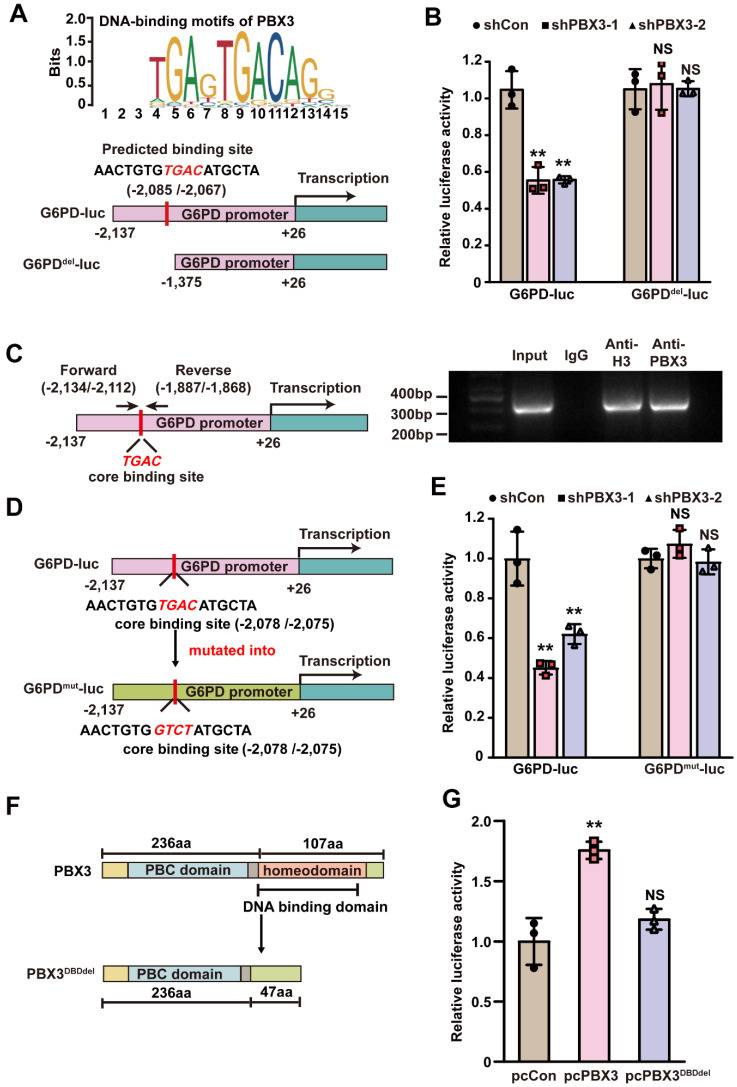 A
DNA-binding motifs of PBX3
Bits
2.0
1.5
1.0
0.5
0.0
TGAGTGACAGG
1 2 3 4 5 6 7 8 9 10 11 12 13 14 15
Predicted binding site
AACTGTGTGACATGCTA
(-2,085 /-2,067)
Transcription
G6PD-luc
G6PD promoter
-2,137
+26
G6PDdel-luc
G6PD promoter
-1,375
+26
B
shCon shPBX3-1 shPBX3-2
Relative luciferase activity
1.2
1.0
0.8
0.6
0.4
0.2
0
** **
NS NS
G6PD-luc
G6PDdel-luc
C
Forward
(-2,134/-2,112)
Reverse
(-1,887/-1,868)
Transcription
G6PD promoter
-2,137
+26
TGAC
core binding site
Input IgG Anti-H3 Anti-PBX3
400bp
300bp
200bp
D
Transcription
G6PD-luc
G6PD promoter
-2,137
+26
AACTGTGTGACATGCTA
core binding site (-2,078 /-2,075)
mutated into
Transcription
G6PDmut-luc
G6PD promoter
-2,137
+26
AACTGTGGTCTATGCTA
core binding site (-2,078 /-2,075)
E
shCon shPBX3-1 shPBX3-2
Relative luciferase activity
1.2
1.0
0.8
0.6
0.4
0.2
0
** **
NS NS
G6PD-luc
G6PDmut-luc
F
236aa 107aa
PBX3
PBC domain homeodomain
DNA binding domain
PBX3DBDdel
PBC domain
236aa 47aa
G
Relative luciferase activity
2.0
1.5
1.0
0.5
0
**
NS
pcCon pcPBX3 pcPBX3DBDdel